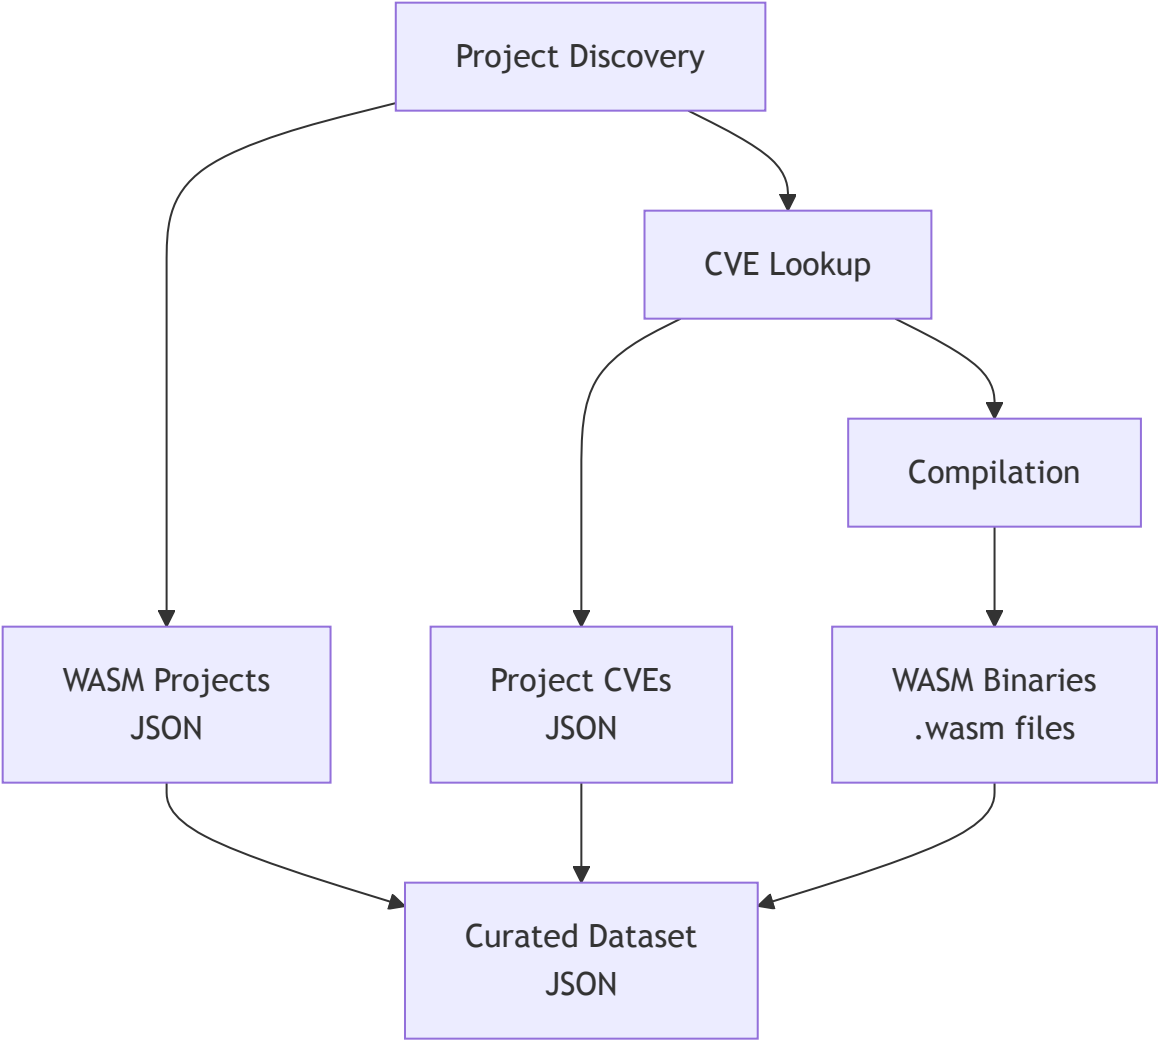 Project Discovery
CVE Lookup
Compilation
WASM Projects
JSON
Project CVEs
JSON
WASM Binaries
.wasm files
Curated Dataset
JSON